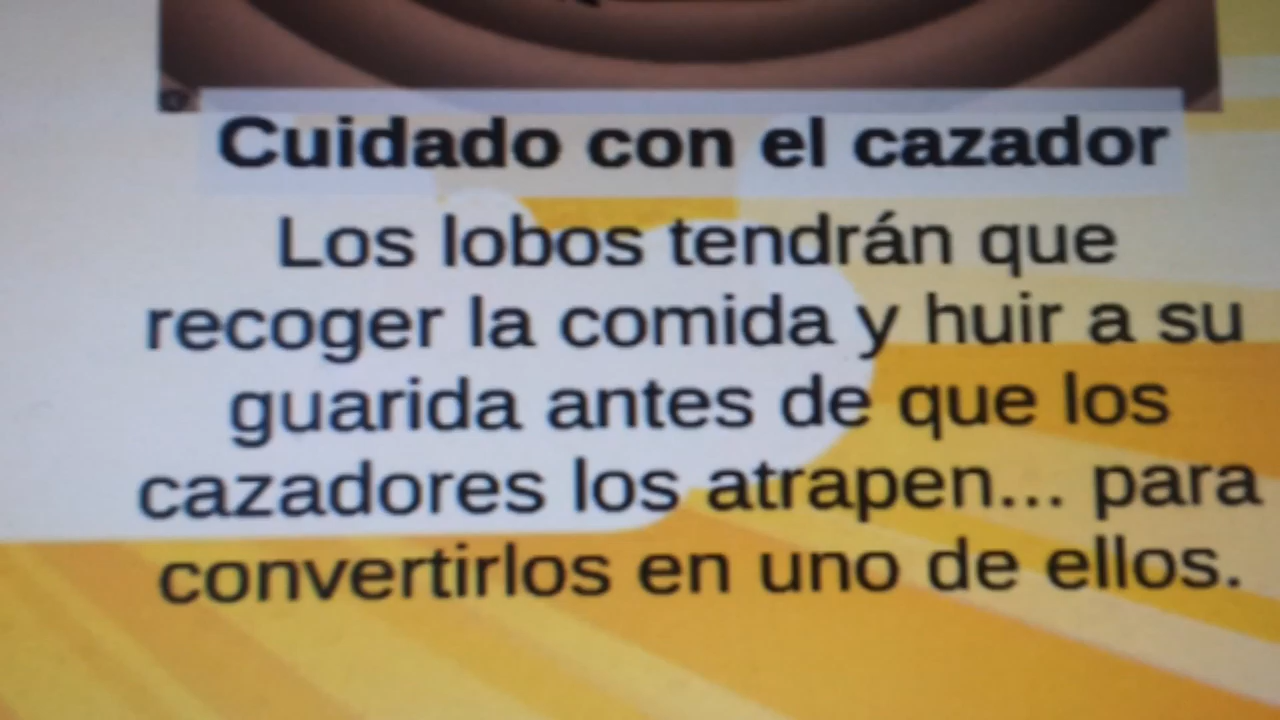 Cuidado con el cazador
Los lobos tendrán que
recoger la comida y huir a su
guarida antes de que los
cazadores los atrapen... para
convertirlos en uno de ellos.